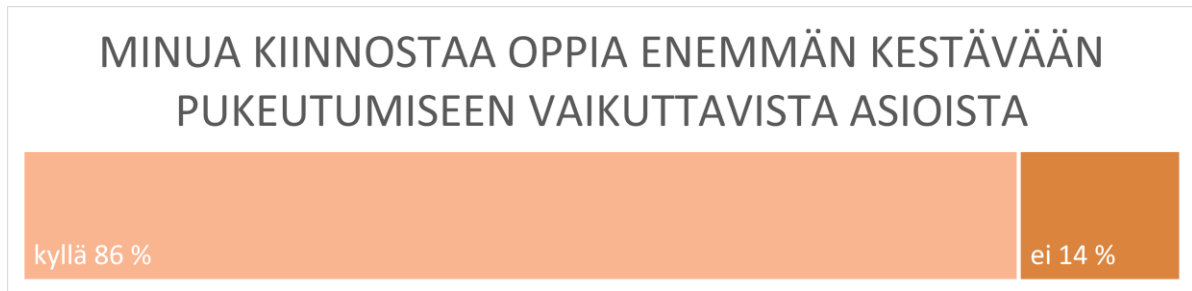 MINUA KIINNOSTAA OPPIA ENEMMÄN KESTÄVÄÄN
PUKEUTUMISEEN VAIKUTTAVISTA ASIOISTA
kyllä 86 %
ei 14 %